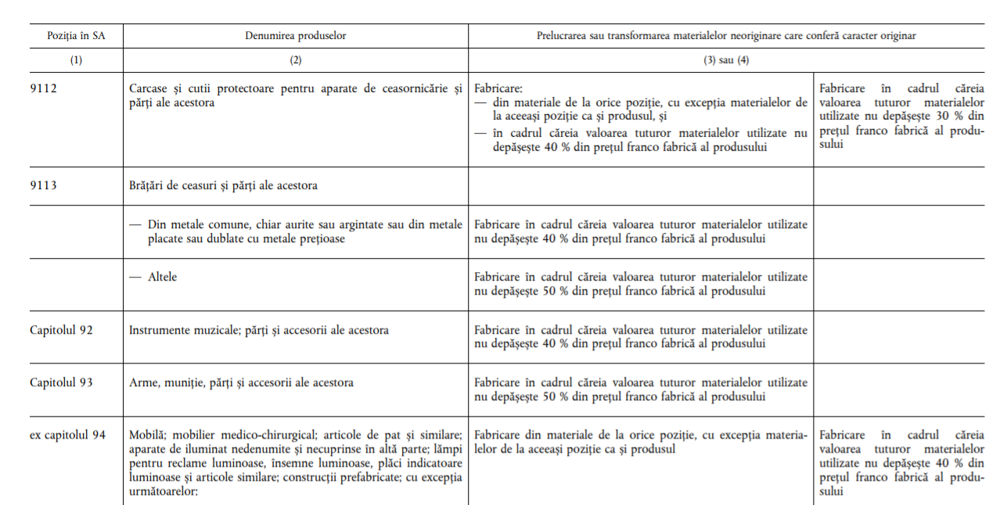 Poziția în SA
Denumirea produselor
Prelucrarea sau transformarea materialelor neoriginare care conferă caracter originar
(1)
(2)
(3) sau (4)
9112
Carcase și cutii protectoare pentru aparate de ceasornicărie și
părți ale acestora
Fabricare:
— din materiale de la orice poziție, cu excepția materialelor de
la aceeași poziție ca și produsul, și
— în cadrul căreia valoarea tuturor materialelor utilizate nu
depășește 40 % din prețul franco fabrică al produsului
Fabricare în cadrul căreia
valoarea tuturor materialelor
utilizate nu depășește 30 % din
prețul franco fabrică al produ-
sului
9113
Brățări de ceasuri și părți ale acestora
— Din metale comune, chiar aurite sau argintate sau din metale
placate sau dublate cu metale prețioase
Fabricare în cadrul căreia valoarea tuturor materialelor utilizate
nu depășește 40 % din prețul franco fabrică al produsului
— Altele
Fabricare în cadrul căreia valoarea tuturor materialelor utilizate
nu depășește 50 % din prețul franco fabrică al produsului
Capitolul 92
Instrumente muzicale; părți și accesorii ale acestora
Fabricare în cadrul căreia valoarea tuturor materialelor utilizate
nu depășește 40 % din prețul franco fabrică al produsului
Capitolul 93
Arme, muniție, părți și accesorii ale acestora
Fabricare în cadrul căreia valoarea tuturor materialelor utilizate
nu depășește 50 % din prețul franco fabrică al produsului
ex capitolul 94
Mobilă; mobilier medico-chirurgical; articole de pat și similare;
aparate de iluminat nedenumite și necuprinse în altă parte; lămpi
pentru reclame luminoase, însemne luminoase, plăci indicatoare
luminoase și articole similare; construcții prefabricate; cu excepția
următoarelor:
Fabricare din materiale de la orice poziție, cu excepția materia-
lelor de la aceeași poziție ca și produsul
Fabricare în cadrul căreia
valoarea tuturor materialelor
utilizate nu depășește 40 % din
prețul franco fabrică al produ-
sului